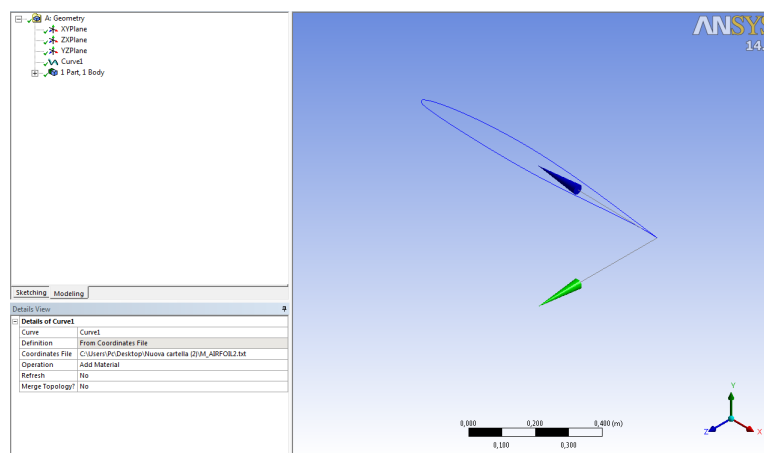 A: Geometry
XYPlane
ZXPlane
YZPlane
Curve1
1 Part, 1 Body
Sketching Modeling
Details View
Details of Curve1
Curve Curve1
Definition From Coordinates File
Coordinates File C:\Users\Pc\Desktop\Nuova cartella (2)\M_AIRFOIL2.txt
Operation Add Material
Refresh No
Merge Topology? No
ANSYS
14.
0,000 0,200 0,400 (m)
0,100 0,300
Y
Z X